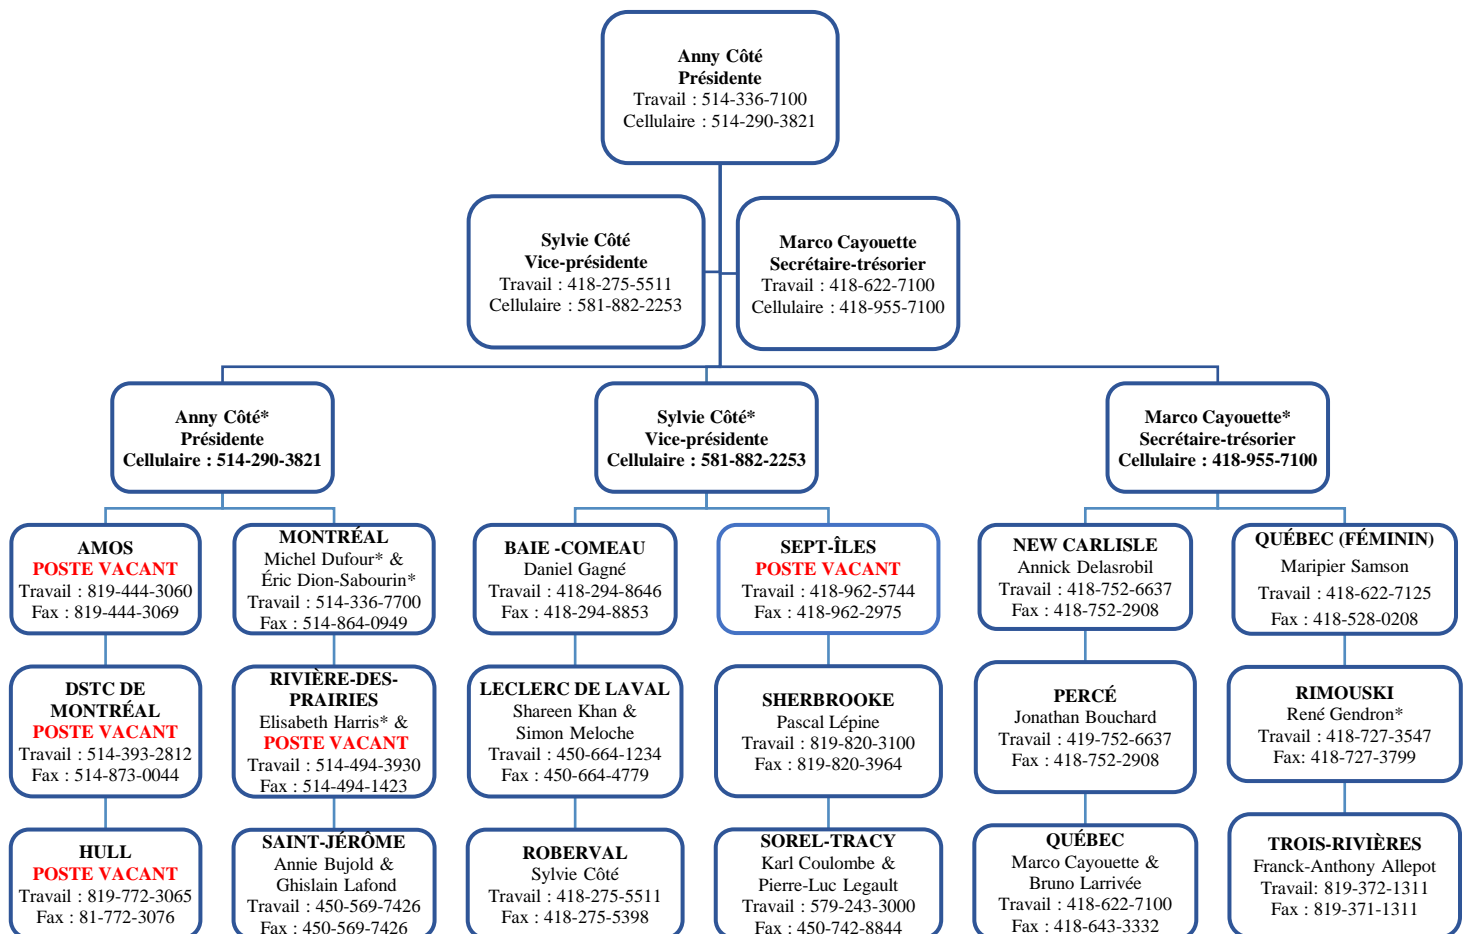 Anny Côté
Présidente
Travail : 514-336-7100
Cellulaire : 514-290-3821
Sylvie Côté
Vice-présidente
Travail : 418-275-5511
Cellulaire : 581-882-2253
Marco Cayouette
Secrétaire-trésorier
Travail : 418-622-7100
Cellulaire : 418-955-7100
Anny Côté*
Présidente
Cellulaire : 514-290-3821
Sylvie Côté*
Vice-présidente
Cellulaire : 581-882-2253
Marco Cayouette*
Secrétaire-trésorier
Cellulaire : 418-955-7100
AMOS
POSTE VACANT
Travail : 819-444-3060
Fax : 819-444-3069
MONTRÉAL
Michel Dufour* &
Éric Dion-Sabourin*
Travail : 514-336-7700
Fax : 514-864-0949
BAIE -COMEAU
Daniel Gagné
Travail : 418-294-8646
Fax : 418-294-8853
SEPT-ÎLES
POSTE VACANT
Travail : 418-962-5744
Fax : 418-962-2975
NEW CARLISLE
Annick Delasrobil
Travail : 418-752-6637
Fax : 418-752-2908
QUÉBEC (FÉMININ)
Maripier Samson
Travail : 418-622-7125
Fax : 418-528-0208
DSTC DE
MONTRÉAL
POSTE VACANT
Travail : 514-393-2812
Fax : 514-873-0044
RIVIÈRE-DES-
PRAIRIES
Elisabeth Harris* &
POSTE VACANT
Travail : 514-494-3930
Fax : 514-494-1423
LECLERC DE LAVAL
Shareen Khan &
Simon Meloche
Travail : 450-664-1234
Fax : 450-664-4779
SHERBROOKE
Pascal Lépine
Travail : 819-820-3100
Fax : 819-820-3964
PERCÉ
Jonathan Bouchard
Travail : 419-752-6637
Fax : 418-752-2908
RIMOUSKI
René Gendron*
Travail : 418-727-3547
Fax: 418-727-3799
HULL
POSTE VACANT
Travail : 819-772-3065
Fax : 81-772-3076
SAINT-JÉRÔME
Annie Bujold &
Ghislain Lafond
Travail : 450-569-7426
Fax : 450-569-7426
ROBERVAL
Sylvie Côté
Travail : 418-275-5511
Fax : 418-275-5398
SOREL-TRACY
Karl Coulombe &
Pierre-Luc Legault
Travail : 579-243-3000
Fax : 450-742-8844
QUÉBEC
Marco Cayouette &
Bruno Larrivée
Travail : 418-622-7100
Fax : 418-643-3332
TROIS-RIVIÈRES
Franck-Anthony Allepot
Travail: 819-372-1311
Fax : 819-371-1311